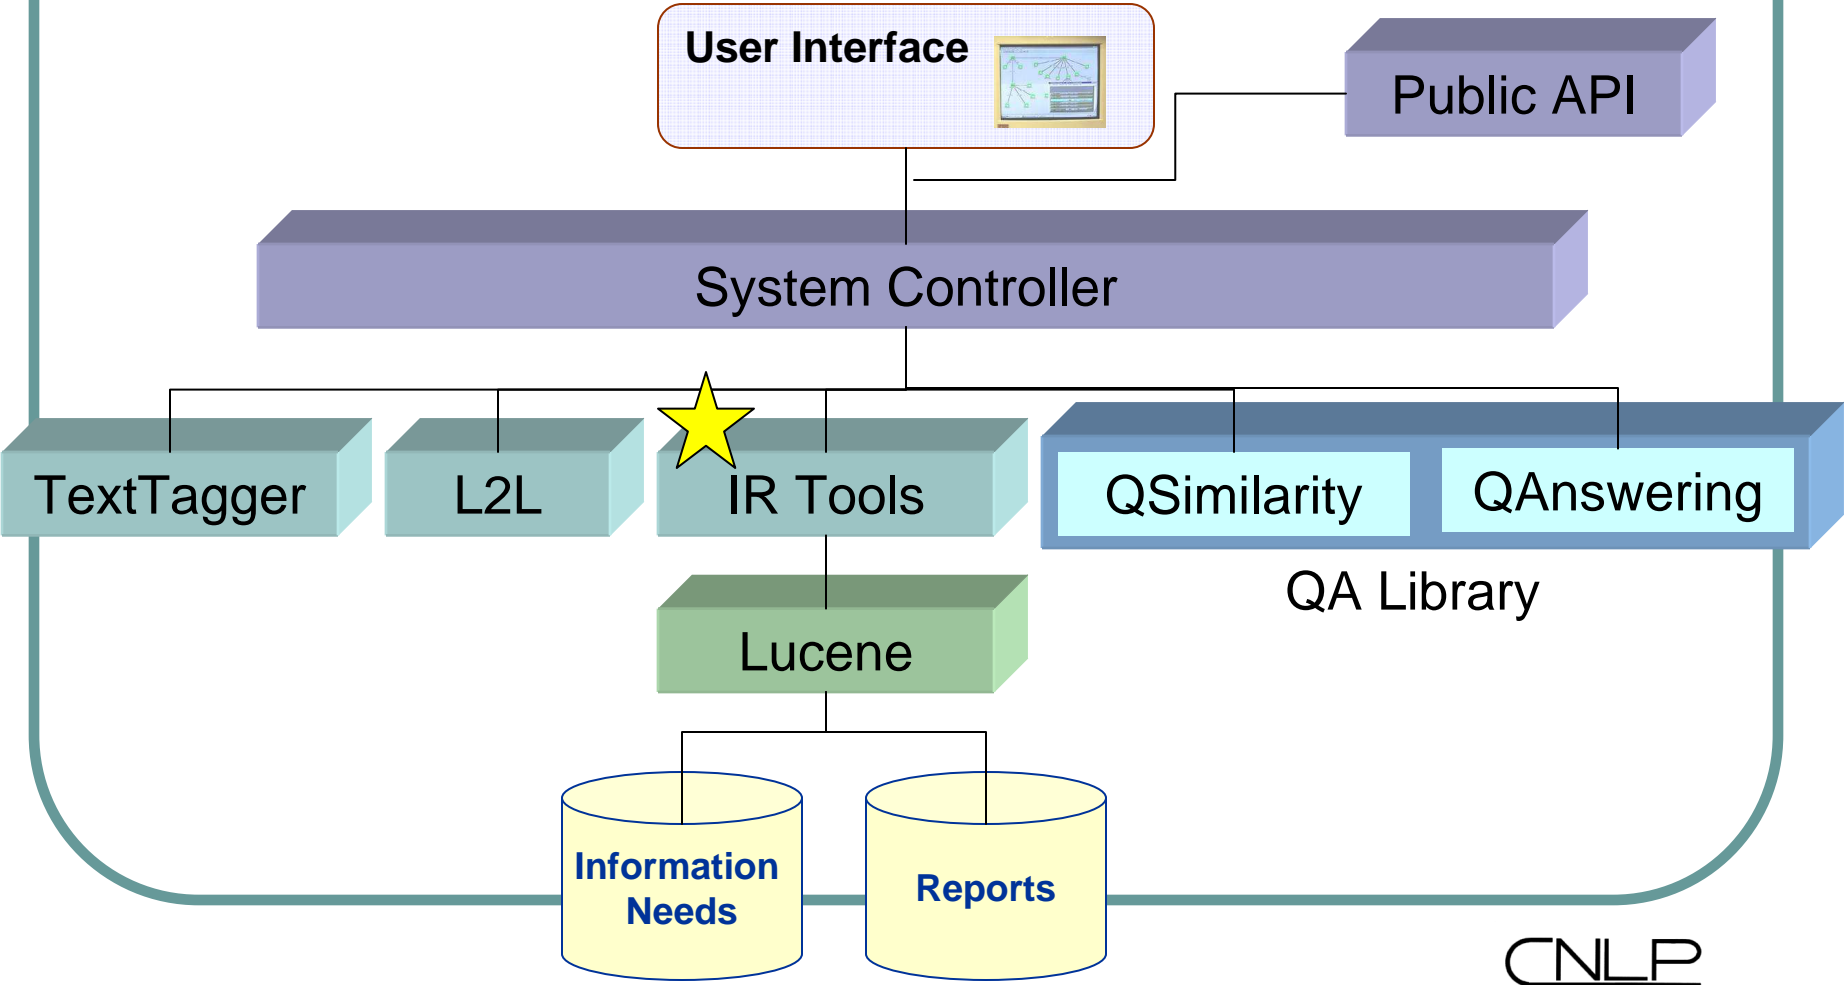 User Interface
Public API
System Controller
TextTagger
L2L
IR Tools
QSimilarity
QAnswering
QA Library
Lucene
Information
Needs
Reports
CNLP